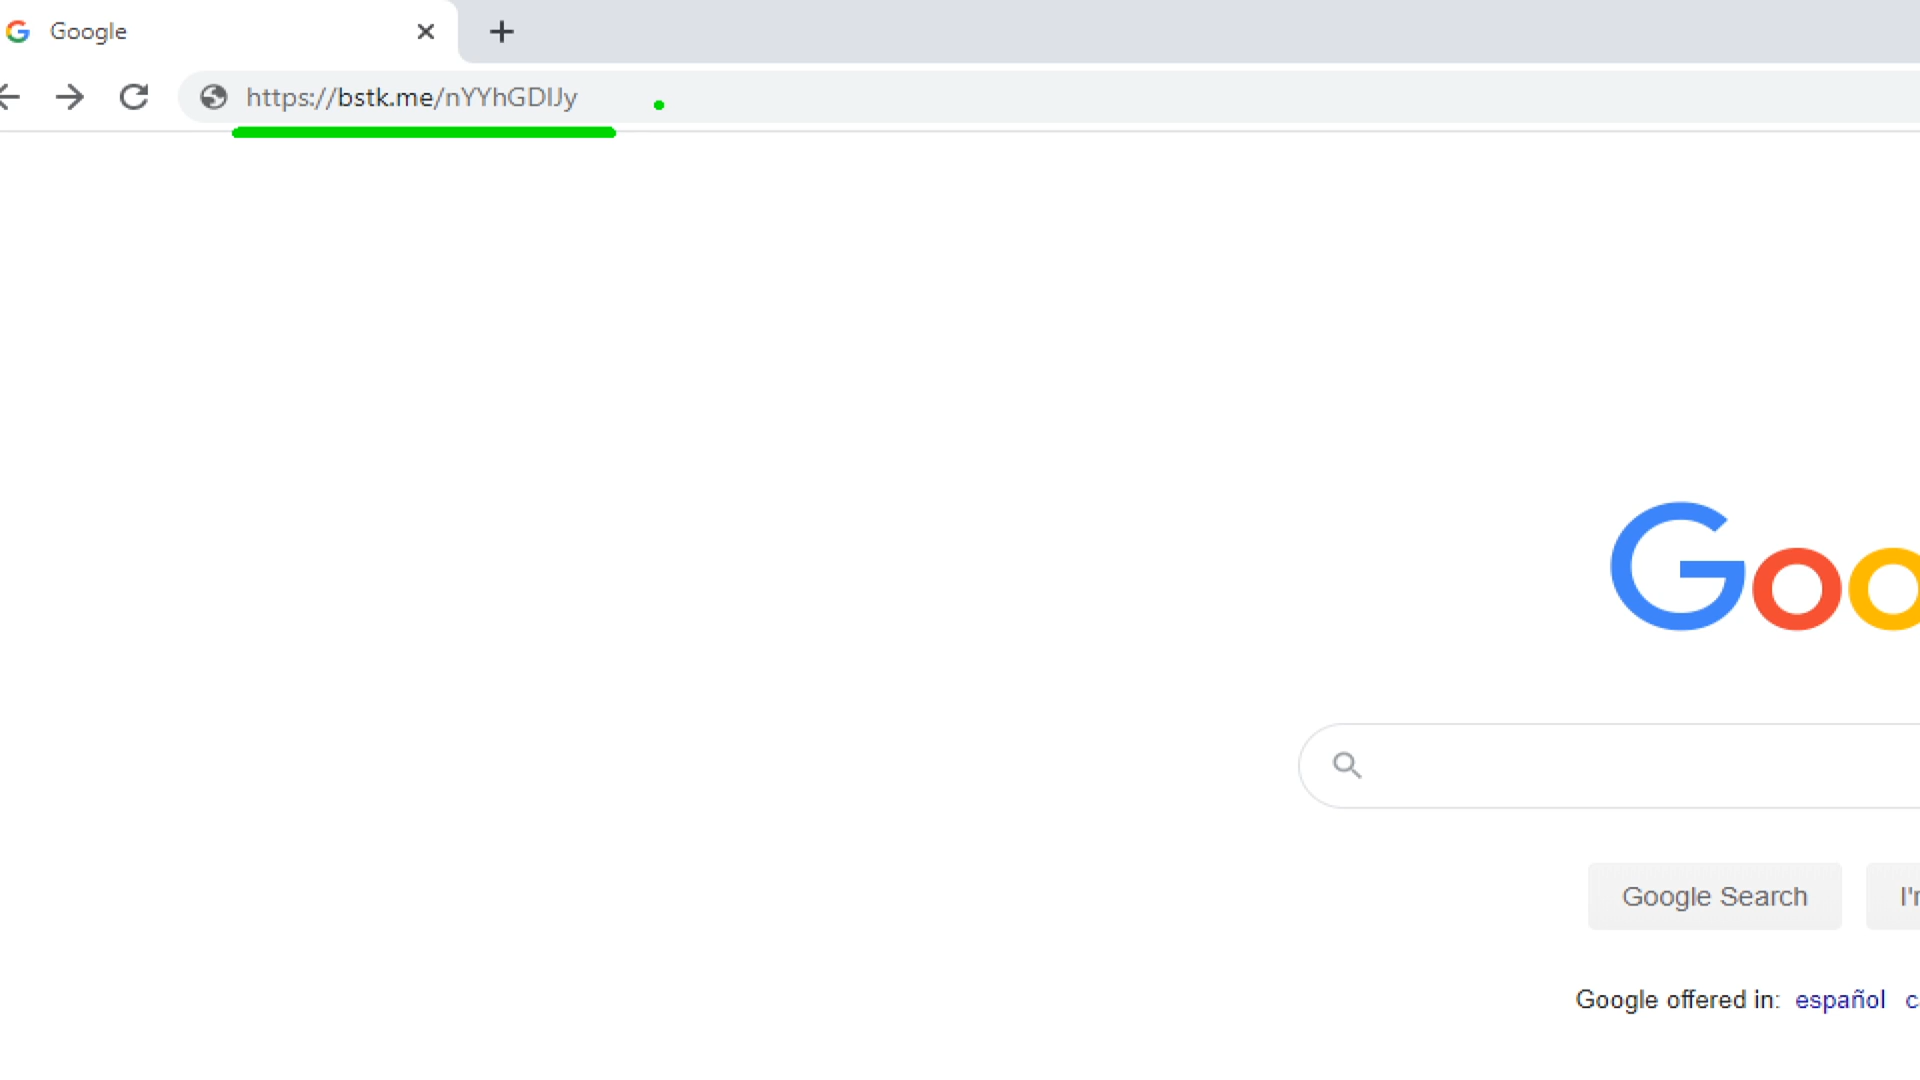 Google
https://bstk.me/nYYhGDIJy
Goo
Google Search
I'
Google offered in: español c